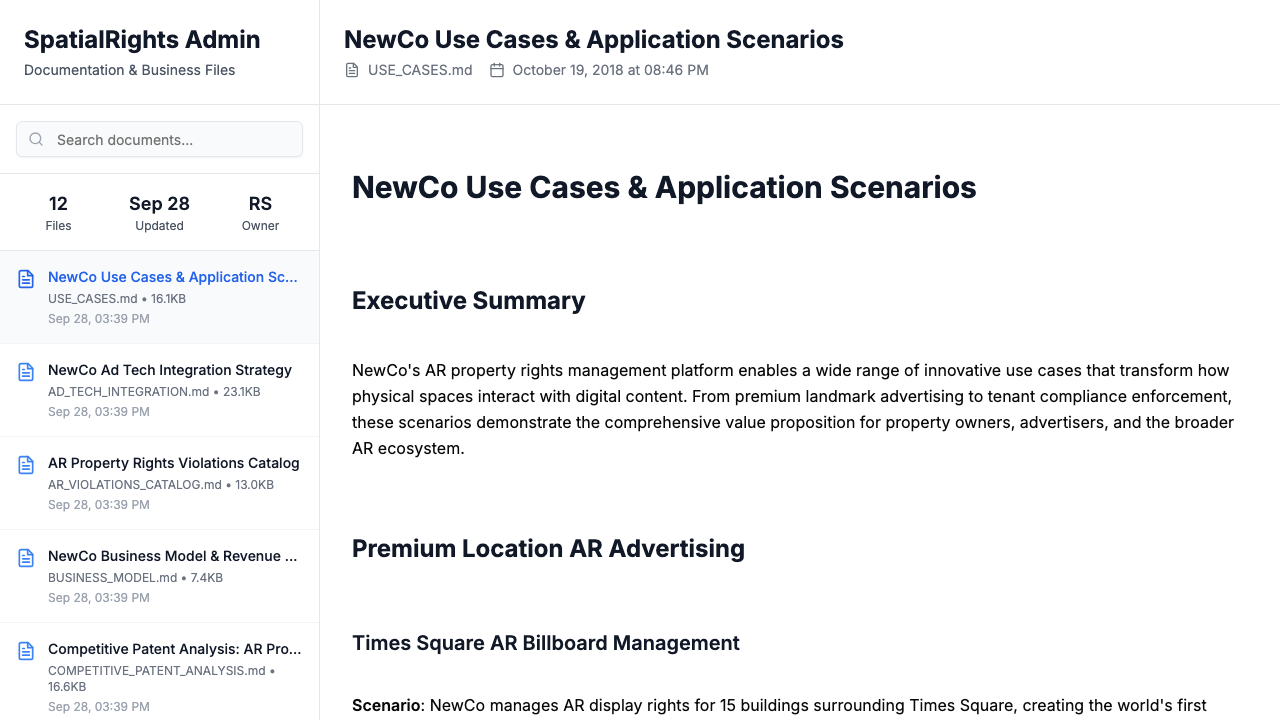 SpatialRights Admin
Documentation & Business Files
Search documents...
12
Files
Sep 28
Updated
RS
Owner
NewCo Use Cases & Application Sc...
USE_CASES.md • 16.1KB
Sep 28, 03:39 PM
NewCo Ad Tech Integration Strategy
AD_TECH_INTEGRATION.md • 23.1KB
Sep 28, 03:39 PM
AR Property Rights Violations Catalog
AR_VIOLATIONS_CATALOG.md • 13.0KB
Sep 28, 03:39 PM
NewCo Business Model & Revenue ...
BUSINESS_MODEL.md • 7.4KB
Sep 28, 03:39 PM
Competitive Patent Analysis: AR Pro...
COMPETITIVE_PATENT_ANALYSIS.md •
16.6KB
Sep 28, 03:39 PM
NewCo Use Cases & Application Scenarios
USE_CASES.md
October 19, 2018 at 08:46 PM
NewCo Use Cases & Application Scenarios
Executive Summary
NewCo's AR property rights management platform enables a wide range of innovative use cases that transform how
physical spaces interact with digital content. From premium landmark advertising to tenant compliance enforcement,
these scenarios demonstrate the comprehensive value proposition for property owners, advertisers, and the broader
AR ecosystem.
Premium Location AR Advertising
Times Square AR Billboard Management
Scenario: NewCo manages AR display rights for 15 buildings surrounding Times Square, creating the world's first